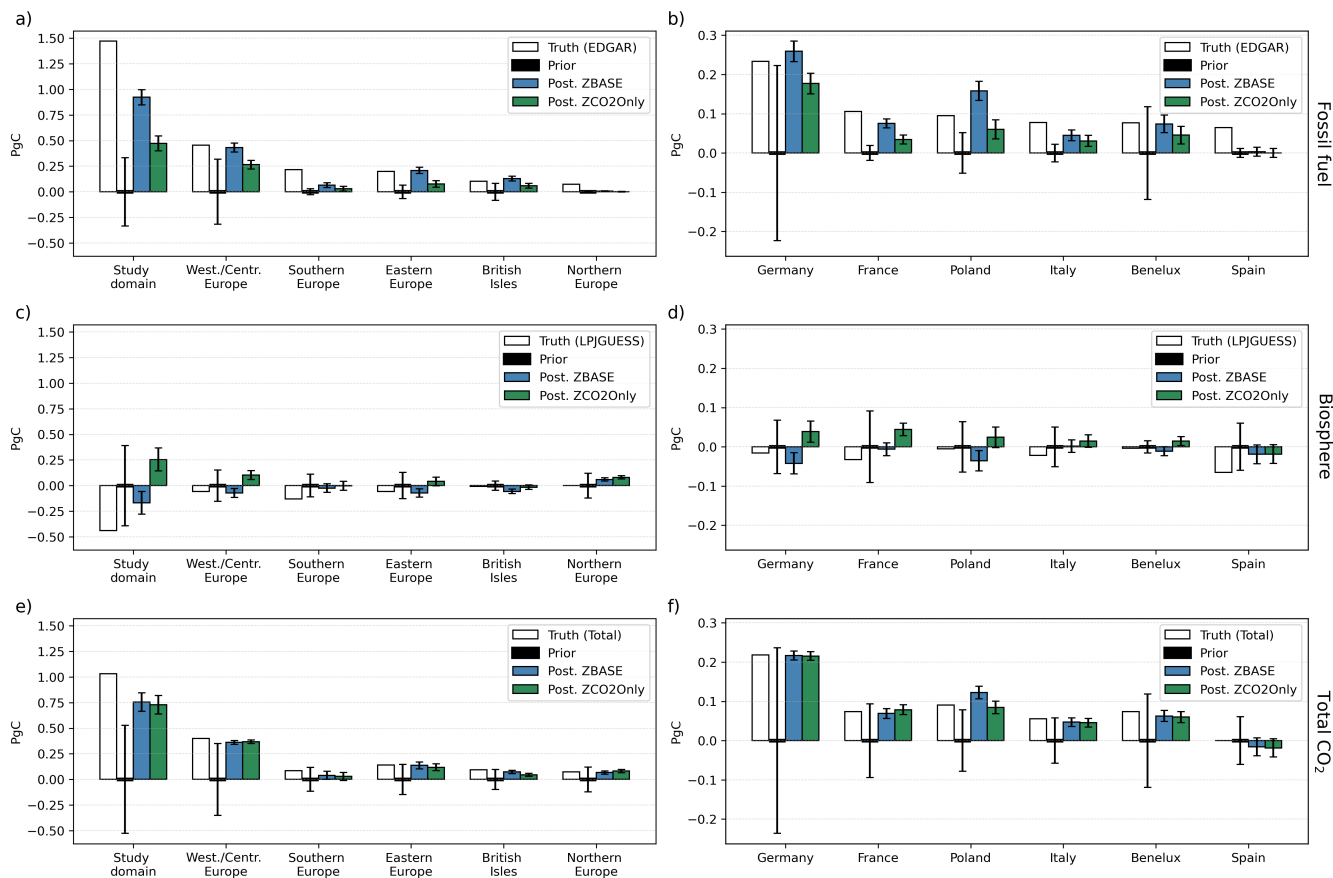 a)
1.50
1.25
1.00
0.75
0.50
0.25
0.00
−0.25
−0.50
PgC
Truth (EDGAR)
Prior
Post. ZBASE
Post. ZCO2Only
Study
domain
West./Centr.
Europe
Southern
Europe
Eastern
Europe
British
Isles
Northern
Europe
b)
0.3
0.2
0.1
0.0
−0.1
−0.2
PgC
Truth (EDGAR)
Prior
Post. ZBASE
Post. ZCO2Only
Germany
France
Poland
Italy
Benelux
Spain
Fossil fuel
c)
1.50
1.25
1.00
0.75
0.50
0.25
0.00
−0.25
−0.50
PgC
Truth (LPJGUESS)
Prior
Post. ZBASE
Post. ZCO2Only
Study
domain
West./Centr.
Europe
Southern
Europe
Eastern
Europe
British
Isles
Northern
Europe
d)
0.3
0.2
0.1
0.0
−0.1
−0.2
PgC
Truth (LPJGUESS)
Prior
Post. ZBASE
Post. ZCO2Only
Germany
France
Poland
Italy
Benelux
Spain
Biosphere
e)
1.50
1.25
1.00
0.75
0.50
0.25
0.00
−0.25
−0.50
PgC
Truth (Total)
Prior
Post. ZBASE
Post. ZCO2Only
Study
domain
West./Centr.
Europe
Southern
Europe
Eastern
Europe
British
Isles
Northern
Europe
f)
0.3
0.2
0.1
0.0
−0.1
−0.2
PgC
Truth (Total)
Prior
Post. ZBASE
Post. ZCO2Only
Germany
France
Poland
Italy
Benelux
Spain
Total CO₂